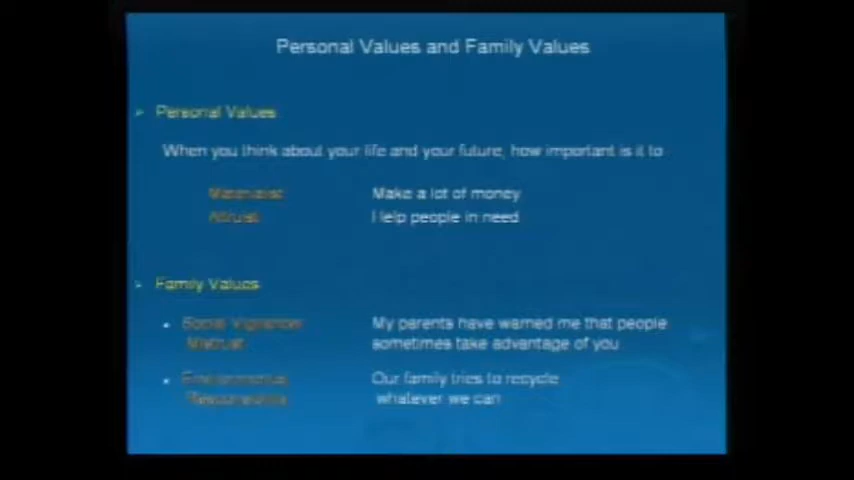 Personal Values and Family Values
Personal Values
When you think about your life and your future, how important is it to
Materialist Make a lot of money
Altruist Help people in need
Family Values
Social Vigilance/ My parents have warned me that people
Mistrust sometimes take advantage of you
Environmental Our family tries to recycle
whatever we can